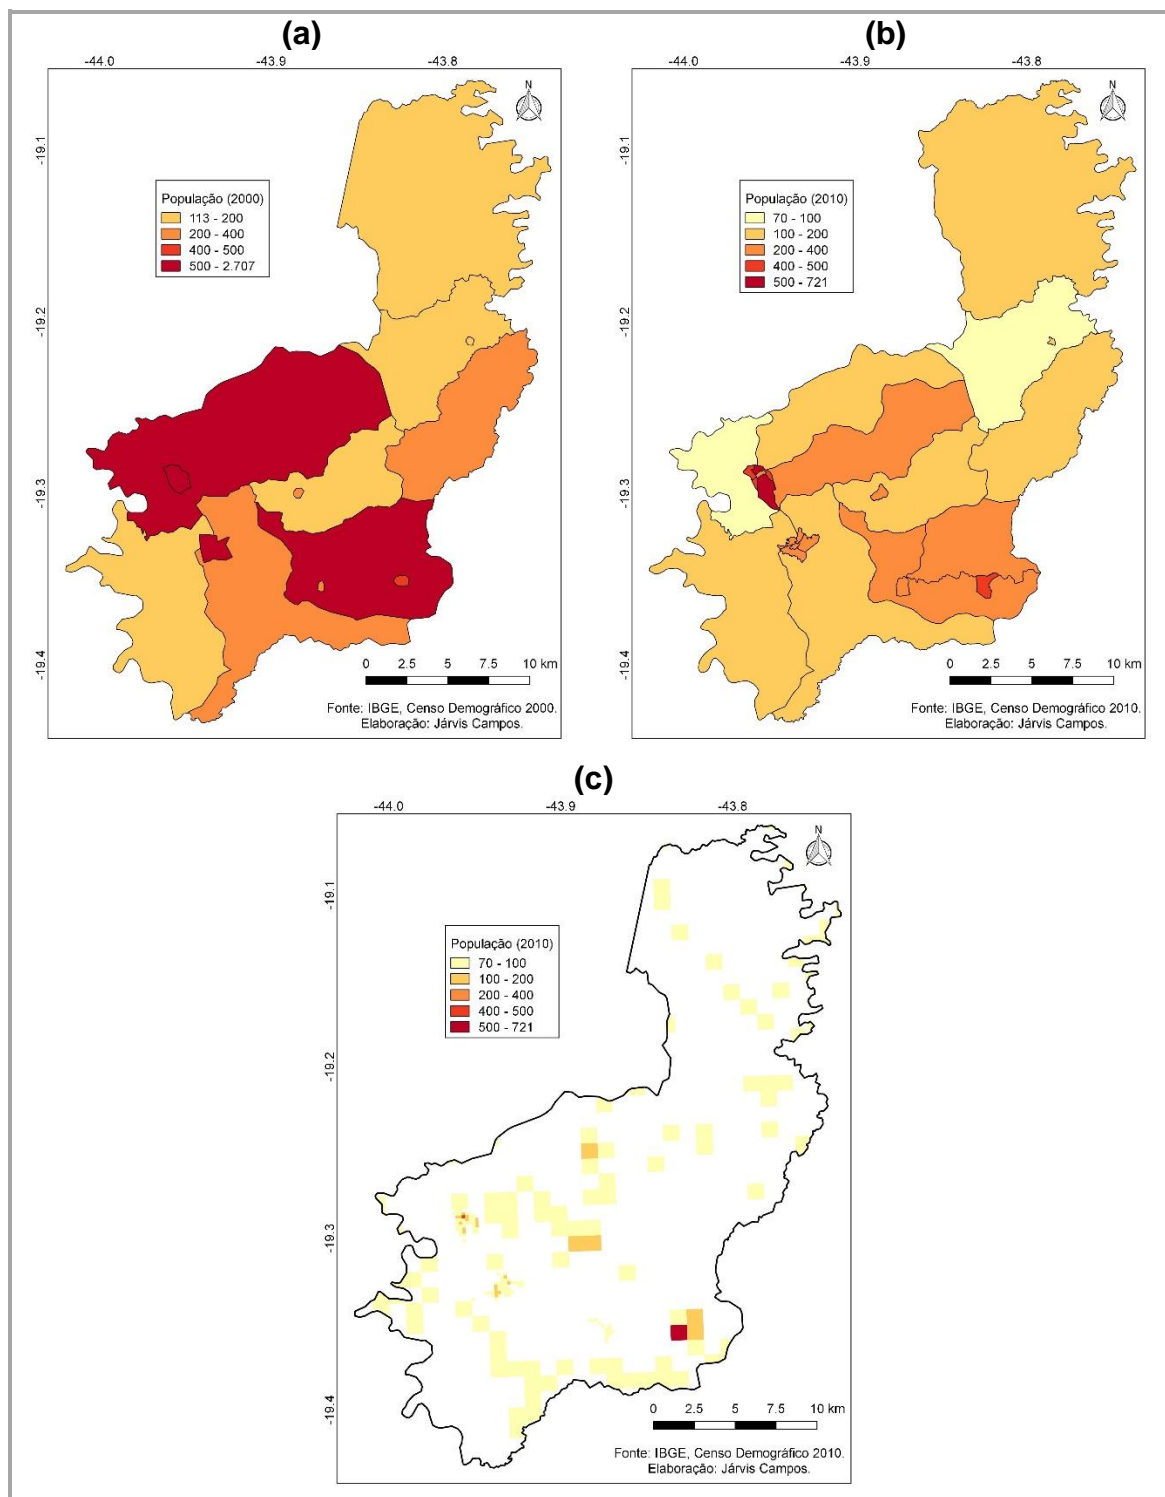 (a)
-44.0 -43.9 -43.8
N
-19.1
População (2000)
113 - 200
200 - 400
400 - 500
500 - 2.707
-19.2
-19.3
-19.4
0 2.5 5 7.5 10 km
Fonte: IBGE, Censo Demográfico 2000.
Elaboração: Járvis Campos.
(b)
-44.0 -43.9 -43.8
N
-19.1
População (2010)
70 - 100
100 - 200
200 - 400
400 - 500
500 - 721
-19.2
-19.3
-19.4
0 2.5 5 7.5 10 km
Fonte: IBGE, Censo Demográfico 2010.
Elaboração: Járvis Campos.
(c)
-44.0 -43.9 -43.8
N
-19.1
População (2010)
70 - 100
100 - 200
200 - 400
400 - 500
500 - 721
-19.2
-19.3
-19.4
0 2.5 5 7.5 10 km
Fonte: IBGE, Censo Demográfico 2010.
Elaboração: Járvis Campos.